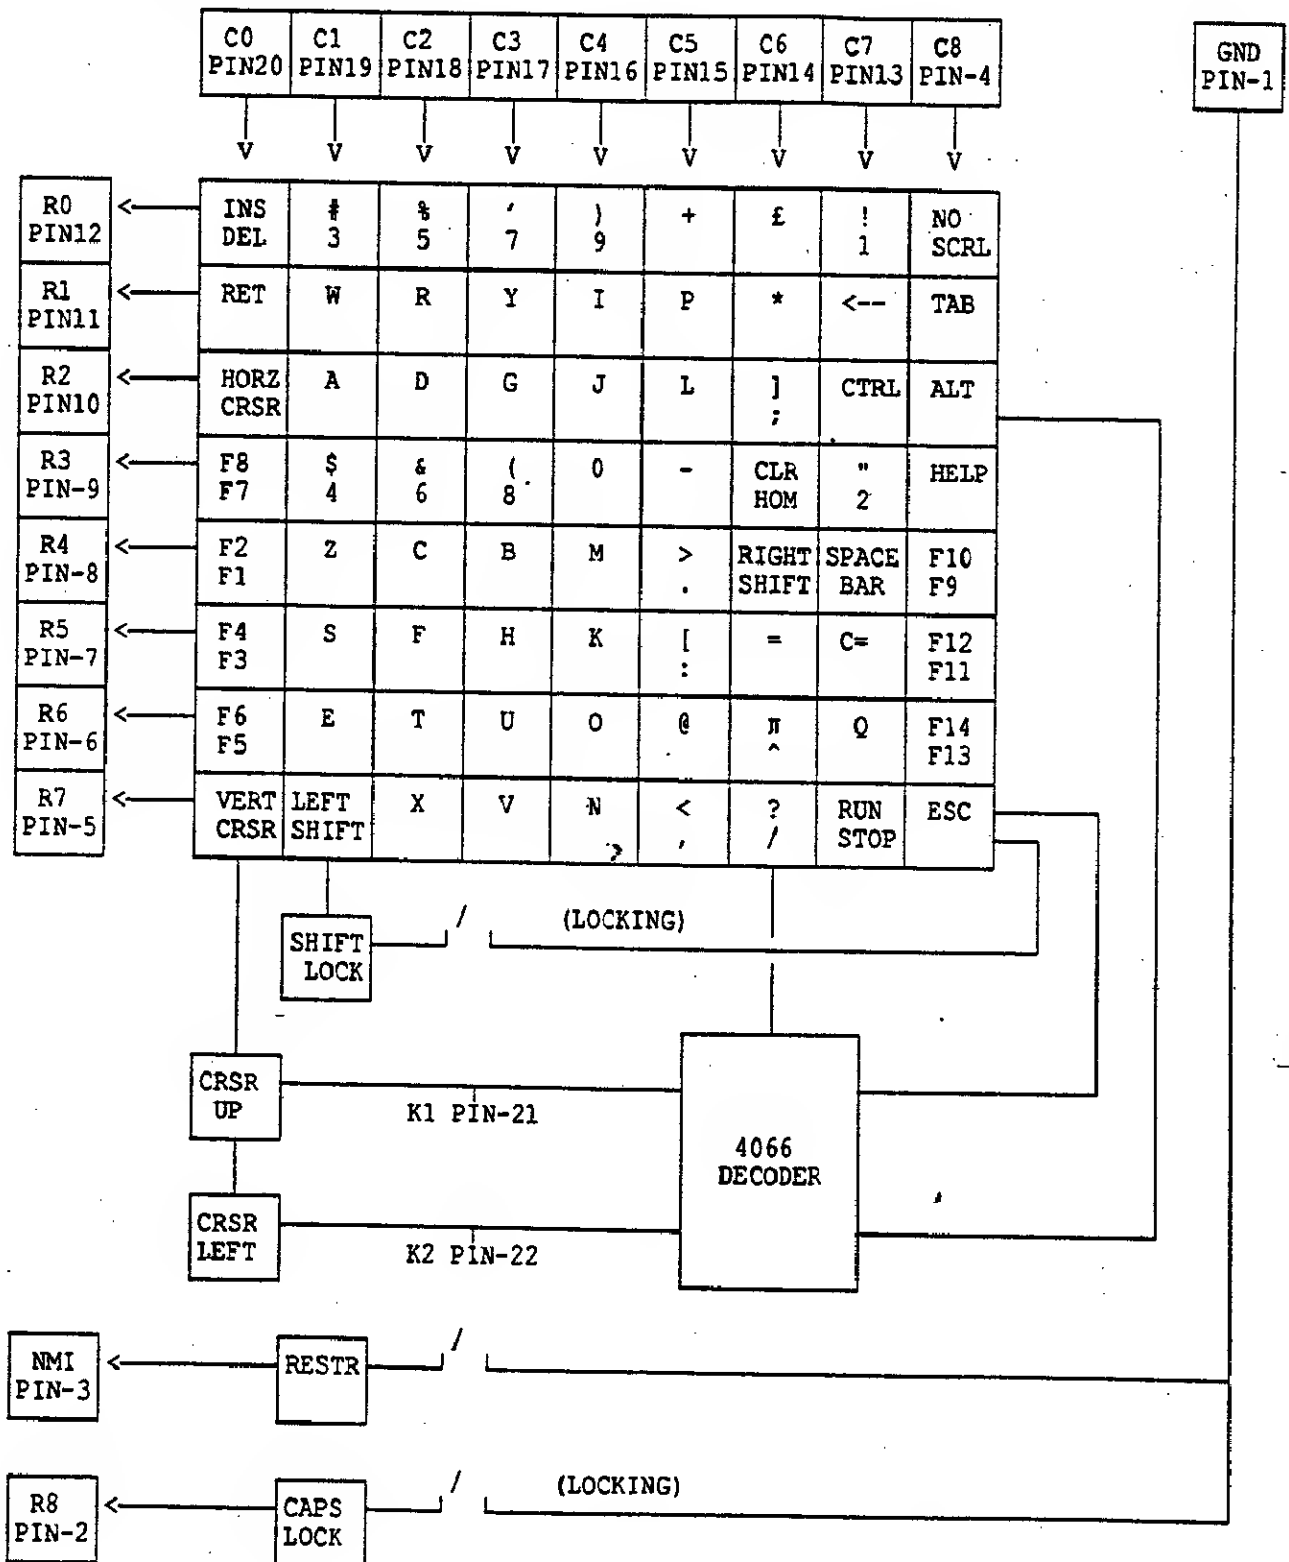 C0 C1 C2 C3 C4 C5 C6 C7 C8 GND
PIN20 PIN19 PIN18 PIN17 PIN16 PIN15 PIN14 PIN13 PIN-4 PIN-1
V V V V V V V V V
R0 <— INS # % ' ) + £ ! NO
PIN12 DEL 3 5 7 9 1 SCRL
R1 <— RET W R Y I P * <-- TAB
PIN11
R2 <— HORZ A D G J L ] CTRL ALT
PIN10 CRSR ;
R3 <— F8 $ & ( 0 - CLR " HELP
PIN-9 F7 4 6 8 HOM 2
R4 <— F2 Z C B M > RIGHT SPACE F10
PIN-8 F1 . SHIFT BAR F9
R5 <— F4 S F H K [ = C= F12
PIN-7 F3 : F11
R6 <— F6 E T U O @ π Q F14
PIN-6 F5 ^ F13
R7 <— VERT LEFT X V N < ? RUN ESC
PIN-5 CRSR SHIFT , / STOP
/ (LOCKING)
SHIFT
LOCK
CRSR
UP
K1 PIN-21
4066
DECODER
CRSR
LEFT
K2 PIN-22
NMI <— RESTR /
PIN-3
R8 <— CAPS / (LOCKING)
PIN-2 LOCK